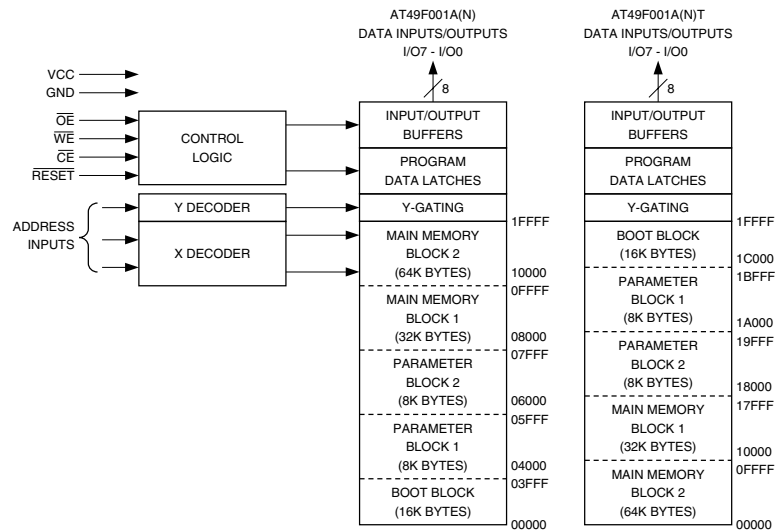 AT49F001A(N)
DATA INPUTS/OUTPUTS
I/O7 - I/O0
8
AT49F001A(N)T
DATA INPUTS/OUTPUTS
I/O7 - I/O0
8
VCC
GND
OE
WE
CE
RESET
CONTROL
LOGIC
ADDRESS
INPUTS
Y DECODER
X DECODER
INPUT/OUTPUT
BUFFERS
PROGRAM
DATA LATCHES
Y-GATING
1FFFF
MAIN MEMORY
BLOCK 2
(64K BYTES)
10000
0FFFF
MAIN MEMORY
BLOCK 1
(32K BYTES)
08000
07FFF
PARAMETER
BLOCK 2
(8K BYTES)
06000
05FFF
PARAMETER
BLOCK 1
(8K BYTES)
04000
03FFF
BOOT BLOCK
(16K BYTES)
00000
INPUT/OUTPUT
BUFFERS
PROGRAM
DATA LATCHES
Y-GATING
1FFFF
BOOT BLOCK
(16K BYTES)
1C000
1BFFF
PARAMETER
BLOCK 1
(8K BYTES)
1A000
19FFF
PARAMETER
BLOCK 2
(8K BYTES)
18000
17FFF
MAIN MEMORY
BLOCK 1
(32K BYTES)
10000
0FFFF
MAIN MEMORY
BLOCK 2
(64K BYTES)
00000